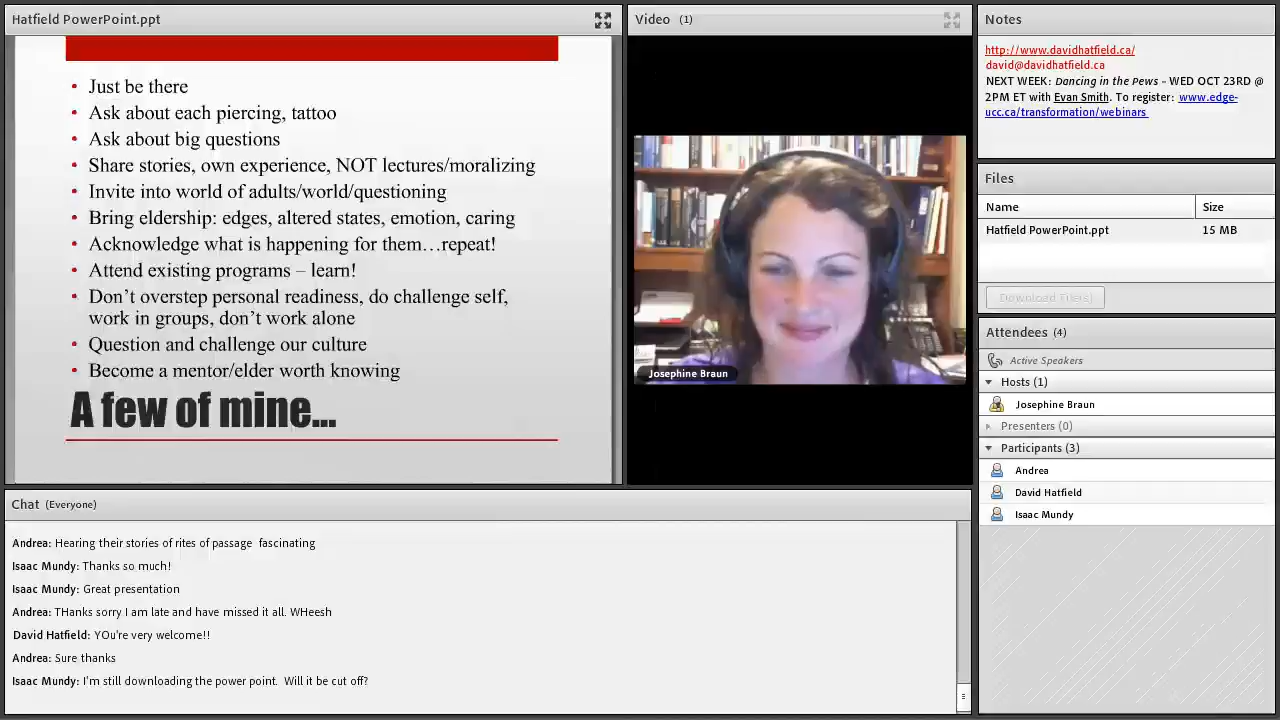 Hatfield PowerPoint.ppt
Just be there
Ask about each piercing, tattoo
Ask about big questions
Share stories, own experience, NOT lectures/moralizing
Invite into world of adults/world/questioning
Bring eldership: edges, altered states, emotion, caring
Acknowledge what is happening for them…repeat!
Attend existing programs – learn!
Don’t overstep personal readiness, do challenge self,
work in groups, don’t work alone
Question and challenge our culture
Become a mentor/elder worth knowing
A few of mine...
Video (1)
Josephine Braun
Notes
http://www.davidhatfield.ca/
david@davidhatfield.ca
NEXT WEEK: Dancing in the Pews - WED OCT 23RD @
2PM ET with Evan Smith. To register: www.edge-
ucc.ca/transformation/webinars
Files
Name Size
Hatfield PowerPoint.ppt 15 MB
Download File(s)
Attendees (4)
Active Speakers
Hosts (1)
Josephine Braun
Presenters (0)
Participants (3)
Andrea
David Hatfield
Isaac Mundy
Chat (Everyone)
Andrea: Hearing their stories of rites of passage fascinating
Isaac Mundy: Thanks so much!
Isaac Mundy: Great presentation
Andrea: THanks sorry I am late and have missed it all. WHeesh
David Hatfield: YOu're very welcome!!
Andrea: Sure thanks
Isaac Mundy: I'm still downloading the power point. Will it be cut off?